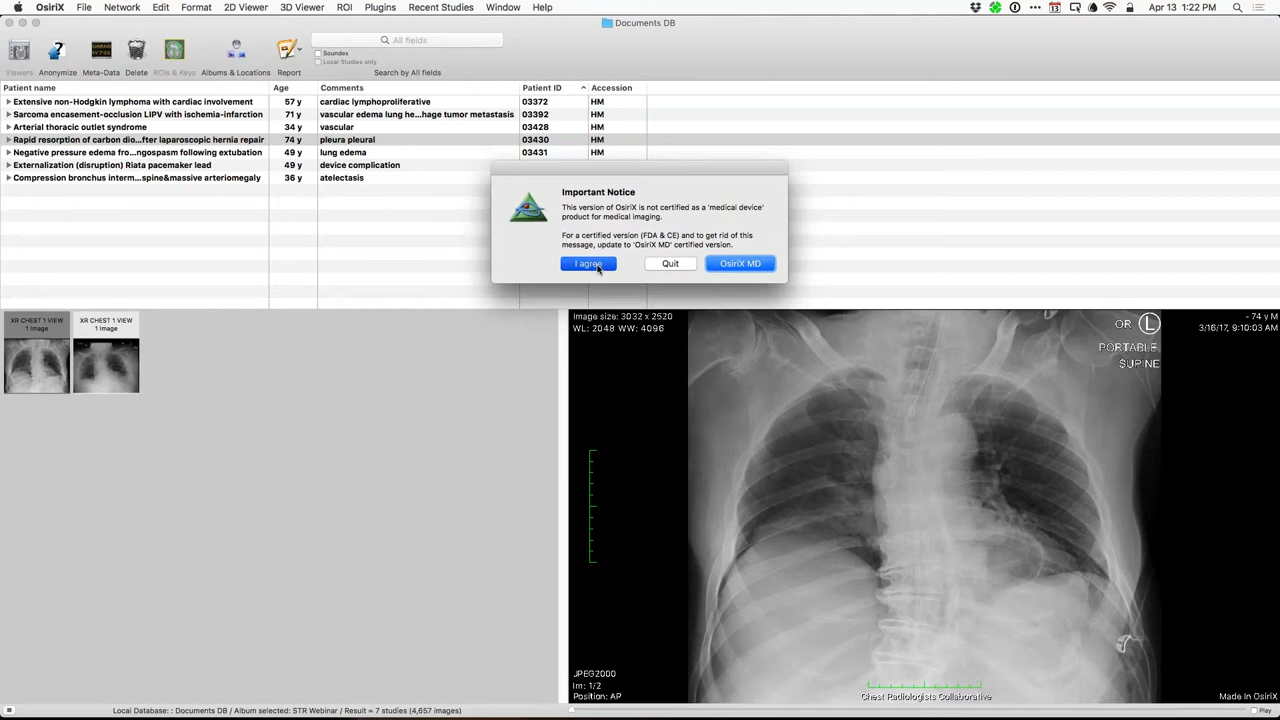 OsiriX File Network Edit Format 2D Viewer 3D Viewer ROI Plugins Recent Studies Window Help Apr 13 1:22 PM
Documents DB
All fields
Soundex
Local Studies only
Viewers Anonymize Meta-Data Delete ROIs & Keys Albums & Locations Report Search by All fields
Patient name Age Comments Patient ID Accession
Extensive non-Hodgkin lymphoma with cardiac involvement 57 y cardiac lymphoproliferative 03372 HM
Sarcoma encasement-occlusion LIPV with ischemia-infarction 71 y vascular edema lung he...hage tumor metastasis 03392 HM
Arterial thoracic outlet syndrome 34 y vascular 03428 HM
Rapid resorption of carbon dio...fter laparoscopic hernia repair 74 y pleura pleural 03430 HM
Negative pressure edema fro...ngospasm following extubation 49 y lung edema 03431 HM
Externalization (disruption) Riata pacemaker lead 49 y device complication
Compression bronchus interm...spine&massive arteriomegaly 36 y atelectasis
Important Notice
This version of OsiriX is not certified as a 'medical device'
product for medical imaging.
For a certified version (FDA & CE) and to get rid of this
message, update to 'OsiriX MD' certified version.
I agree Quit OsiriX MD
XR CHEST 1 VIEW
1 Image
XR CHEST 1 VIEW
1 Image
Image size: 3032 x 2520
WL: 2048 WW: 4096
- 74 y M
3/16/17, 9:10:03 AM
OR L
PORTABLE
SUPINE
JPEG2000
Im: 1/2
Position: AP
Chest Radiologists Collaborative
Made In OsiriX
Local Database: : Documents DB / Album selected: STR Webinar / Result = 7 studies (4,657 images)
Play